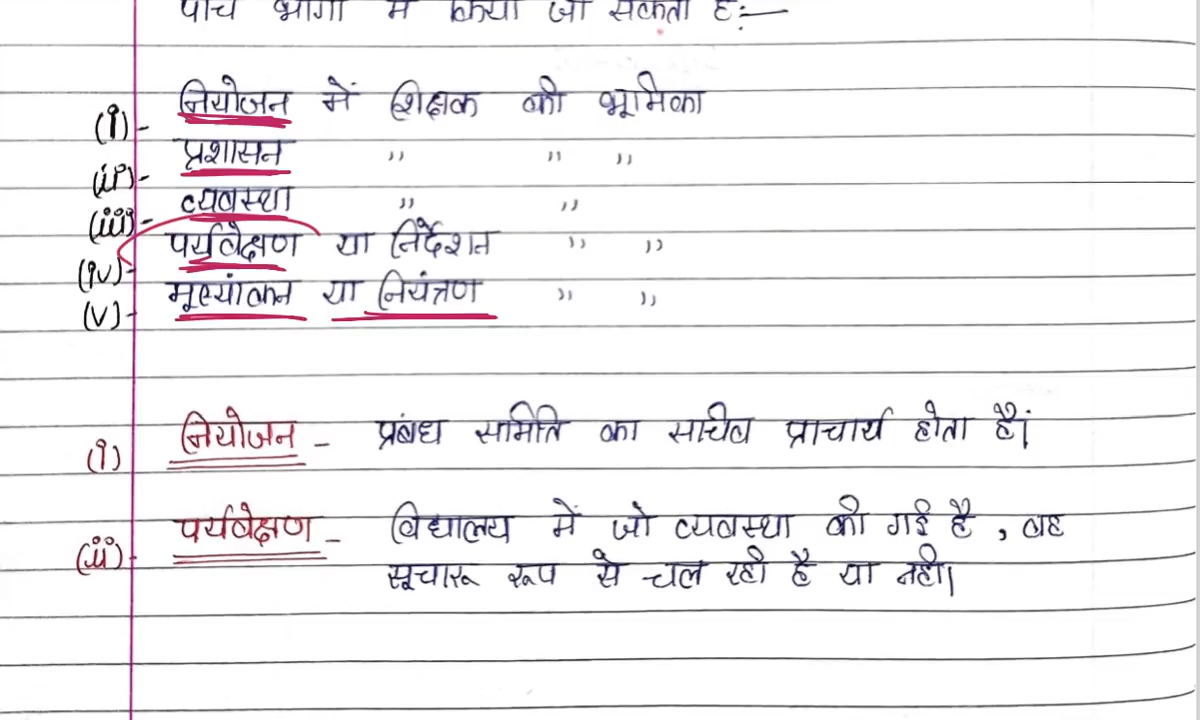 पांच भागों में किया जा सकता है:—
(i)- नियोजन में शिक्षक की भूमिका
(ii)- प्रशासन " " "
(iii)- व्यवस्था " "
(iv)- पर्यवेक्षण या निर्देशन " "
(v)- मूल्यांकन या नियंत्रण " "
(i) नियोजन - प्रबंध समिति का सचिव प्राचार्य होता है।
(ii)- पर्यवेक्षण - विद्यालय में जो व्यवस्था की गई है, वह
सूचारू रूप से चल रही है या नही।